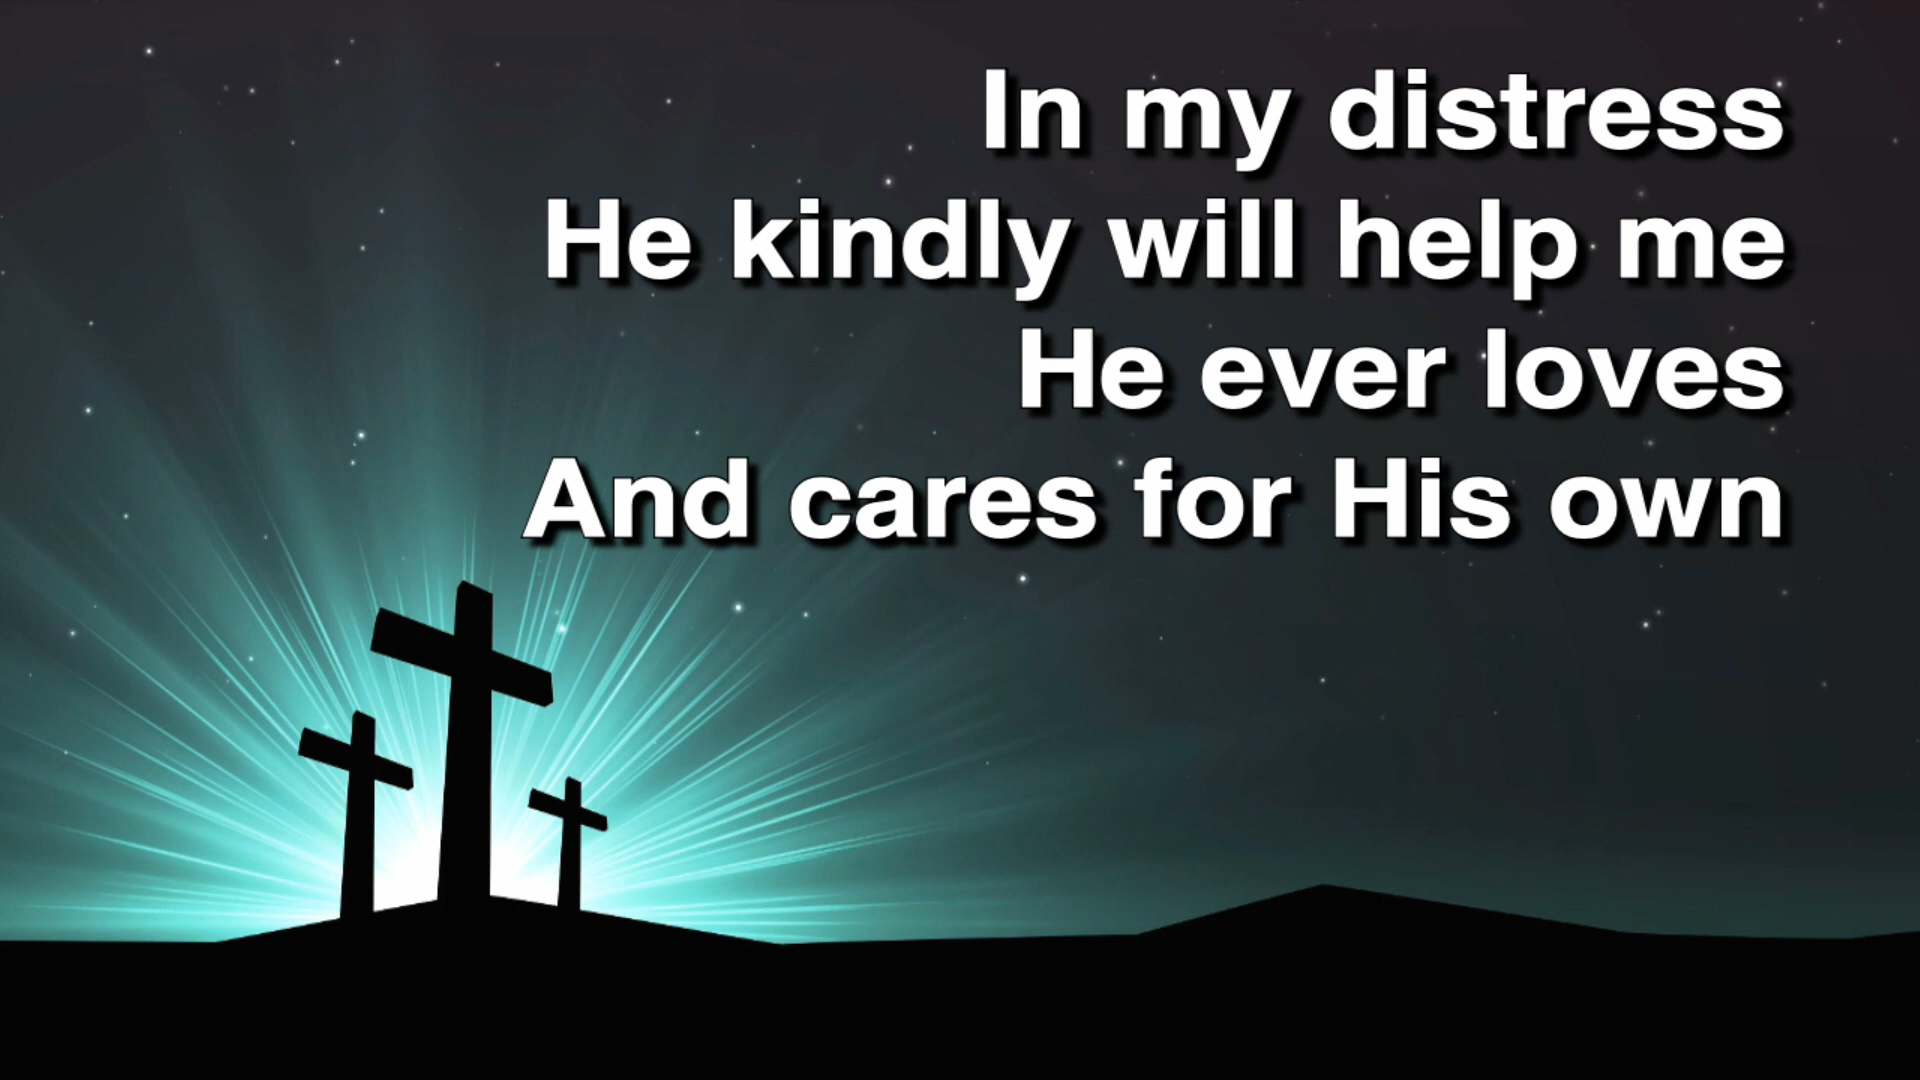 In my distress
He kindly will help me
He ever loves
And cares for His own